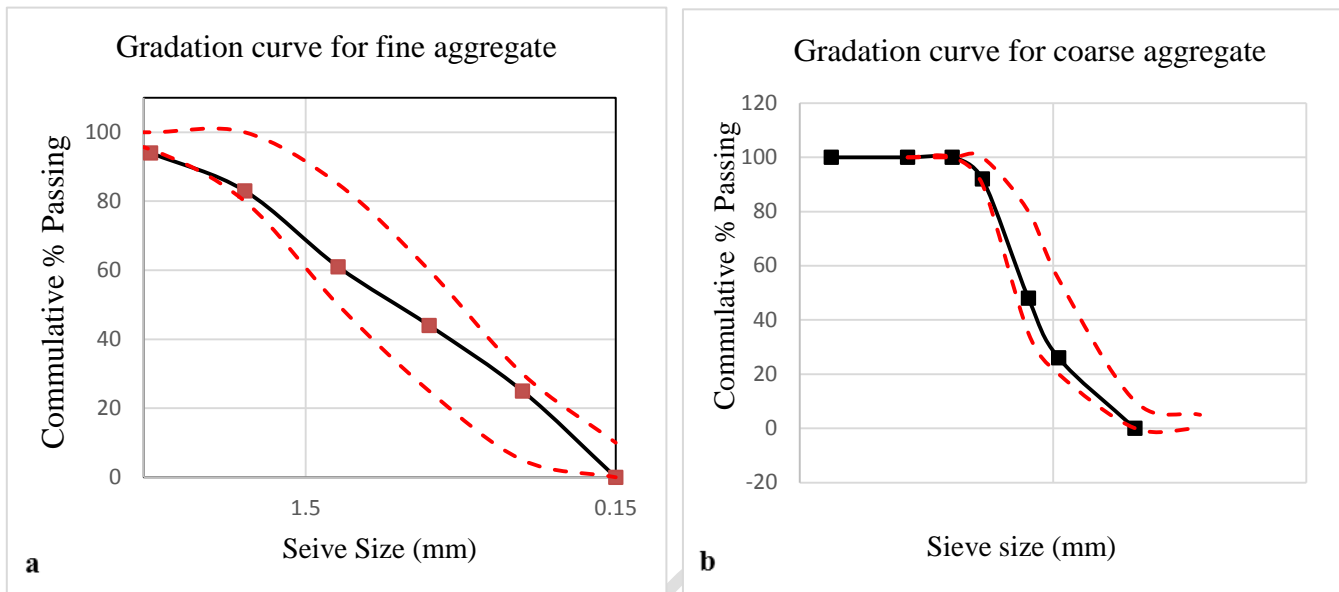 Gradation curve for fine aggregate
Commulative % Passing
100
80
60
40
20
0
1.5
0.15
Seive Size (mm)
a
Gradation curve for coarse aggregate
Commulative % Passing
120
100
80
60
40
20
0
-20
Sieve size (mm)
b